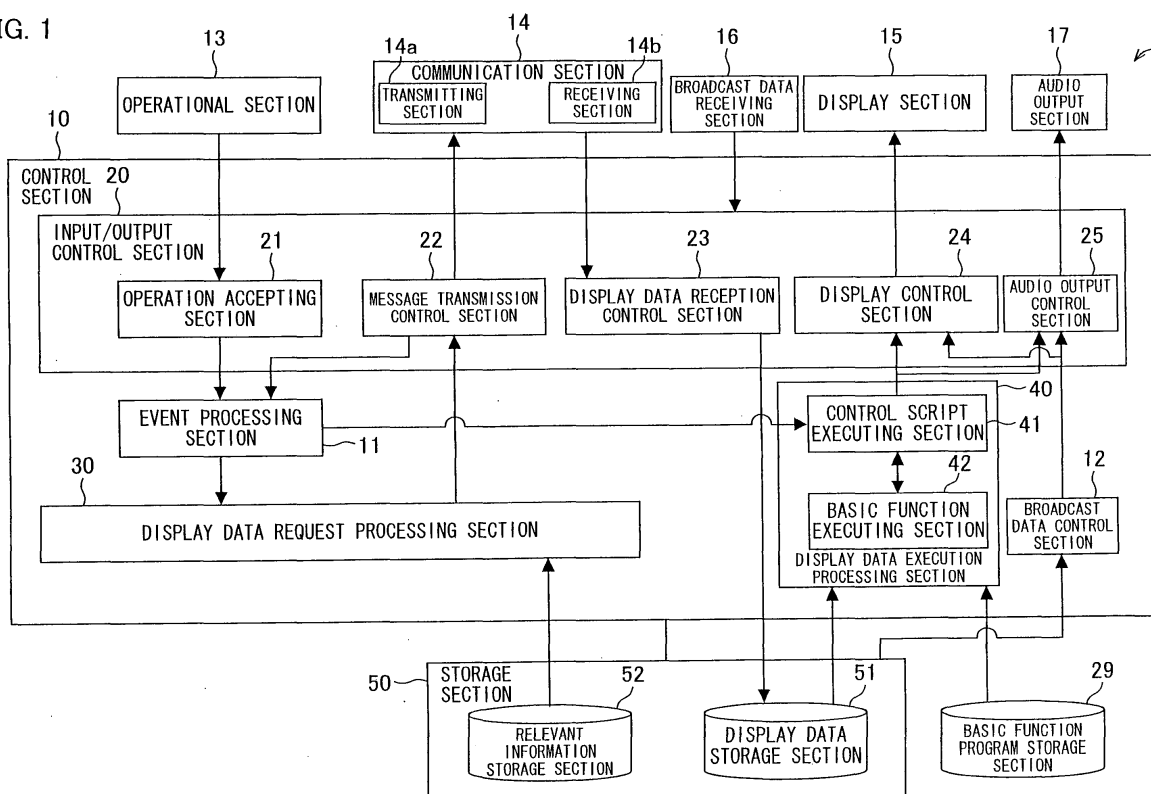 IG. 1
13
14
14a
14b
16
15
17
COMMUNICATION SECTION
OPERATIONAL SECTION
TRANSMITTING
SECTION
RECEIVING
SECTION
BROADCAST DATA
RECEIVING
SECTION
DISPLAY SECTION
AUDIO
OUTPUT
SECTION
10
CONTROL
SECTION
20
INPUT/OUTPUT
CONTROL SECTION
21
22
23
24
25
OPERATION ACCEPTING
SECTION
MESSAGE TRANSMISSION
CONTROL SECTION
DISPLAY DATA RECEPTION
CONTROL SECTION
DISPLAY CONTROL
SECTION
AUDIO OUTPUT
CONTROL
SECTION
40
EVENT PROCESSING
SECTION
11
CONTROL SCRIPT
EXECUTING SECTION
41
30
42
12
DISPLAY DATA REQUEST PROCESSING SECTION
BASIC FUNCTION
EXECUTING SECTION
BROADCAST
DATA CONTROL
SECTION
DISPLAY DATA EXECUTION
PROCESSING SECTION
50
STORAGE
SECTION
52
51
29
RELEVANT
INFORMATION
STORAGE SECTION
DISPLAY DATA
STORAGE SECTION
BASIC FUNCTION
PROGRAM STORAGE
SECTION